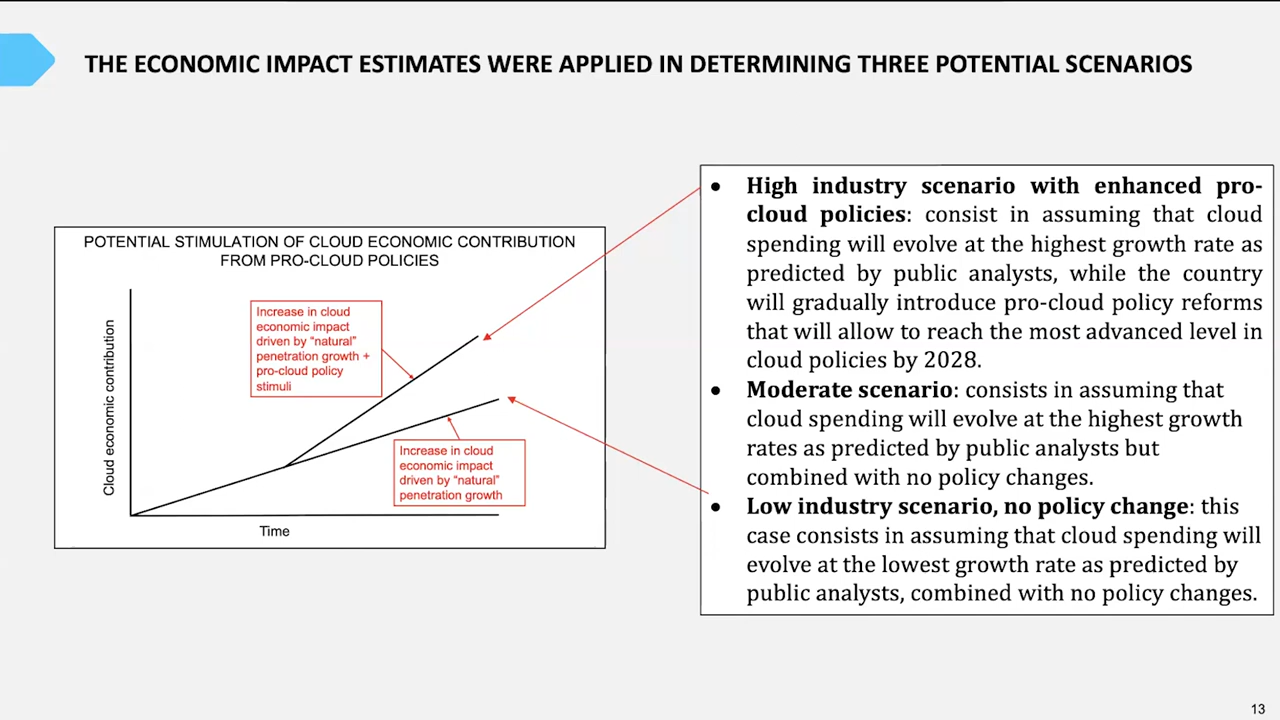 THE ECONOMIC IMPACT ESTIMATES WERE APPLIED IN DETERMINING THREE POTENTIAL SCENARIOS
POTENTIAL STIMULATION OF CLOUD ECONOMIC CONTRIBUTION
FROM PRO-CLOUD POLICIES
Cloud economic contribution
Increase in cloud
economic impact
driven by “natural”
penetration growth +
pro-cloud policy
stimuli
Increase in cloud
economic impact
driven by “natural”
penetration growth
Time
• High industry scenario with enhanced pro-
cloud policies: consist in assuming that cloud
spending will evolve at the highest growth rate as
predicted by public analysts, while the country
will gradually introduce pro-cloud policy reforms
that will allow to reach the most advanced level in
cloud policies by 2028.
• Moderate scenario: consists in assuming that
cloud spending will evolve at the highest growth
rates as predicted by public analysts but
combined with no policy changes.
• Low industry scenario, no policy change: this
case consists in assuming that cloud spending will
evolve at the lowest growth rate as predicted by
public analysts, combined with no policy changes.
13